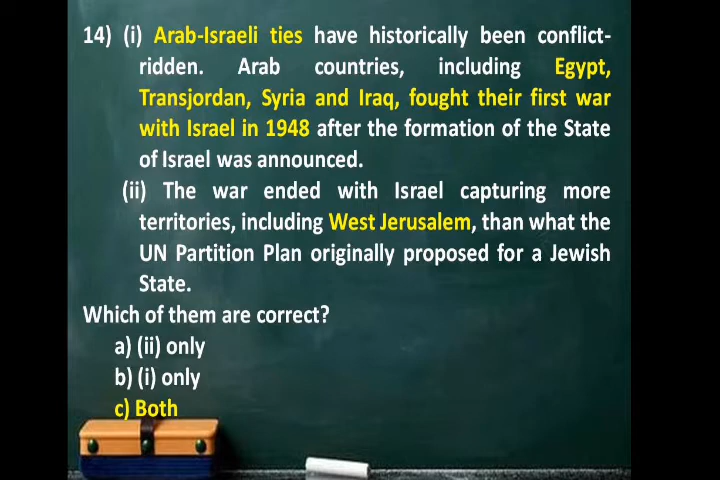 14) (i) Arab-Israeli ties have historically been conflict-
ridden. Arab countries, including Egypt,
Transjordan, Syria and Iraq, fought their first war
with Israel in 1948 after the formation of the State
of Israel was announced.
(ii) The war ended with Israel capturing more
territories, including West Jerusalem, than what the
UN Partition Plan originally proposed for a Jewish
State.
Which of them are correct?
a) (ii) only
b) (i) only
c) Both